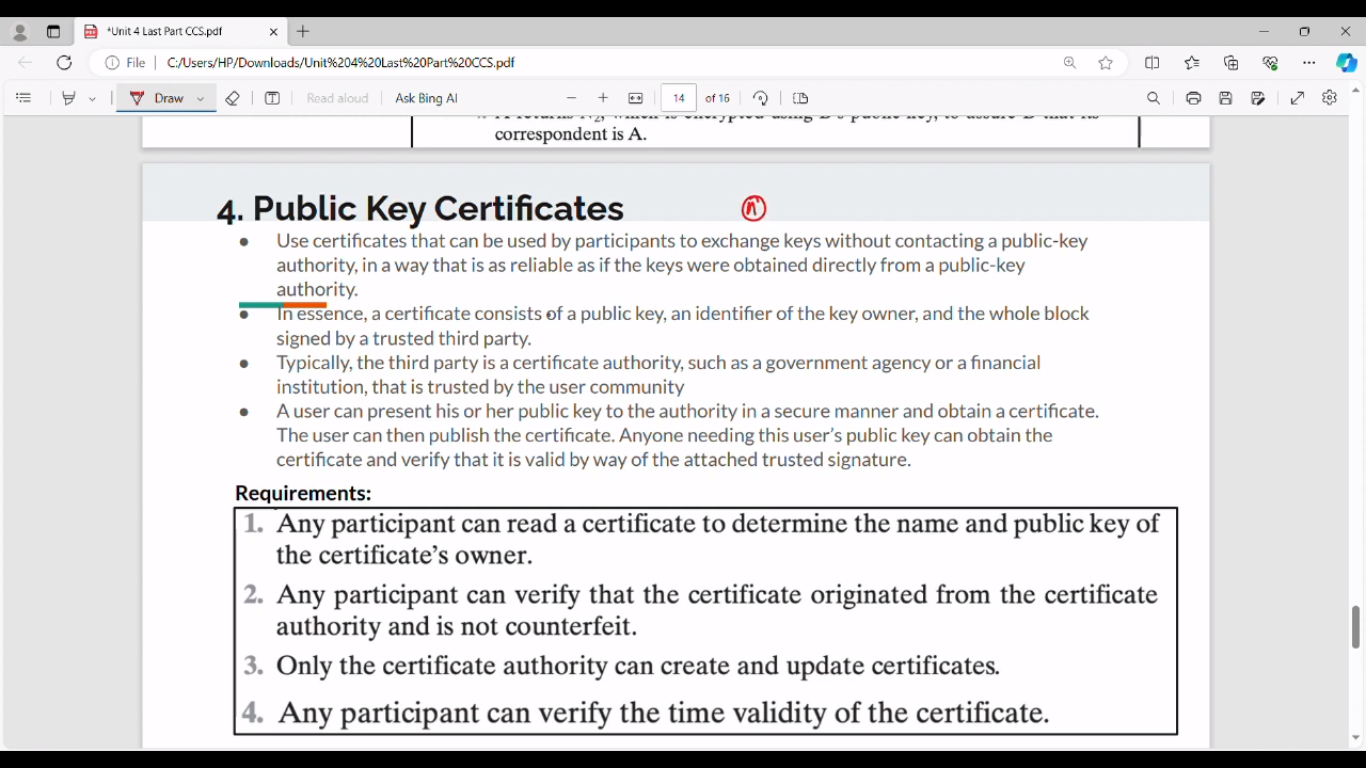 *Unit 4 Last Part CCS.pdf
File
C:/Users/HP/Downloads/Unit%204%20Last%20Part%20CCS.pdf
Draw
Read aloud
Ask Bing AI
14
of 16
correspondent is A.
4. Public Key Certificates
● Use certificates that can be used by participants to exchange keys without contacting a public-key
authority, in a way that is as reliable as if the keys were obtained directly from a public-key
authority.
● In essence, a certificate consists of a public key, an identifier of the key owner, and the whole block
signed by a trusted third party.
● Typically, the third party is a certificate authority, such as a government agency or a financial
institution, that is trusted by the user community
● A user can present his or her public key to the authority in a secure manner and obtain a certificate.
The user can then publish the certificate. Anyone needing this user's public key can obtain the
certificate and verify that it is valid by way of the attached trusted signature.
Requirements:
1. Any participant can read a certificate to determine the name and public key of
the certificate's owner.
2. Any participant can verify that the certificate originated from the certificate
authority and is not counterfeit.
3. Only the certificate authority can create and update certificates.
4. Any participant can verify the time validity of the certificate.